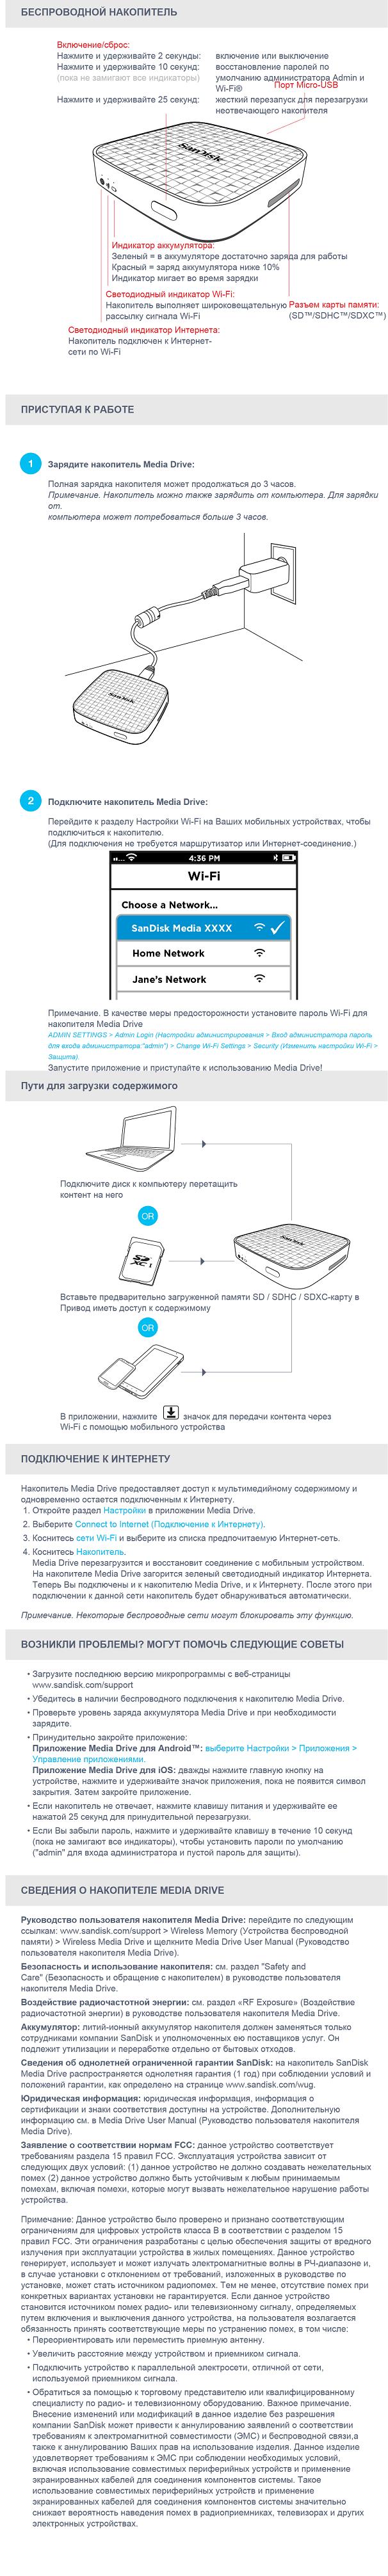 БЕСПРОВОДНОЙ НАКОПИТЕЛЬ
Включение/сброс:
Нажмите и удерживайте 2 секунды: включение или выключение
Нажмите и удерживайте 10 секунд: восстановление паролей по
(пока не замигают все индикаторы) умолчанию администратора Admin и
Wi-Fi®
Порт Micro-USB
Нажмите и удерживайте 25 секунд: жесткий перезапуск для перезагрузки
неотвечающего накопителя
SanDisk
Индикатор аккумулятора:
Зеленый = в аккумуляторе достаточно заряда для работы
Красный = заряд аккумулятора ниже 10%
Индикатор мигает во время зарядки
Светодиодный индикатор Wi-Fi:
Накопитель выполняет широковещательную
рассылку сигнала Wi-Fi
Разъем карты памяти:
(SD™/SDHC™/SDXC™)
Светодиодный индикатор Интернета:
Накопитель подключен к Интернет-
сети по Wi-Fi
ПРИСТУПАЯ К РАБОТЕ
1 Зарядите накопитель Media Drive:
Полная зарядка накопителя может продолжаться до 3 часов.
Примечание. Накопитель можно также зарядить от компьютера. Для зарядки
от.
компьютера может потребоваться больше 3 часов.
SanDisk
2 Подключите накопитель Media Drive:
Перейдите к разделу Настройки Wi-Fi на Ваших мобильных устройствах, чтобы
подключиться к накопителю.
(Для подключения не требуется маршрутизатор или Интернет-соединение.)
4:36 PM
Wi-Fi
Choose a Network...
SanDisk Media XXXX
Home Network
Jane's Network
Примечание. В качестве меры предосторожности установите пароль Wi-Fi для
накопителя Media Drive
ADMIN SETTINGS > Admin Login (Настройки администрирования > Вход администратора пароль
для входа администратора:"admin") > Change Wi-Fi Settings > Security (Изменить настройки Wi-Fi >
Защита).
Запустите приложение и приступайте к использованию Media Drive!
Пути для загрузки содержимого
Подключите диск к компьютеру перетащить
контент на него
OR
SanDisk
SD XC I
Вставьте предварительно загруженной памяти SD / SDHC / SDXC-карту в
Привод иметь доступ к содержимому
OR
В приложении, нажмите значок для передачи контента через
Wi-Fi с помощью мобильного устройства
ПОДКЛЮЧЕНИЕ К ИНТЕРНЕТУ
Накопитель Media Drive предоставляет доступ к мультимедийному содержимому и
одновременно остается подключенным к Интернету.
1. Откройте раздел Настройки в приложении Media Drive.
2. Выберите Connect to Internet (Подключение к Интернету).
3. Коснитесь сети Wi-Fi и выберите из списка предпочитаемую Интернет-сеть.
4. Коснитесь Накопитель.
Media Drive перезагрузится и восстановит соединение с мобильным устройством.
На накопителе Media Drive загорится зеленый светодиодный индикатор Интернета.
Теперь Вы подключены и к накопителю Media Drive, и к Интернету. После этого при
подключении к данной сети накопитель будет обнаруживаться автоматически.
Примечание. Некоторые беспроводные сети могут блокировать эту функцию.
ВОЗНИКЛИ ПРОБЛЕМЫ? МОГУТ ПОМОЧЬ СЛЕДУЮЩИЕ СОВЕТЫ
• Загрузите последнюю версию микропрограммы с веб-страницы
www.sandisk.com/support
• Убедитесь в наличии беспроводного подключения к накопителю Media Drive.
• Проверьте уровень заряда аккумулятора Media Drive и при необходимости
зарядите.
• Принудительно закройте приложение:
Приложение Media Drive для Android™: выберите Настройки > Приложения >
Управление приложениями.
Приложение Media Drive для iOS: дважды нажмите главную кнопку на
устройстве, нажмите и удерживайте значок приложения, пока не появится символ
закрытия. Затем закройте приложение.
• Если накопитель не отвечает, нажмите клавишу питания и удерживайте ее
нажатой 25 секунд для принудительной перезагрузки.
• Если Вы забыли пароль, нажмите и удерживайте клавишу в течение 10 секунд
(пока не замигают все индикаторы), чтобы установить пароли по умолчанию
("admin" для входа администратора и пустой пароль для защиты).
СВЕДЕНИЯ О НАКОПИТЕЛЕ MEDIA DRIVE
Руководство пользователя накопителя Media Drive: перейдите по следующим
ссылкам: www.sandisk.com/support > Wireless Memory (Устройства беспроводной
памяти) > Wireless Media Drive и щелкните Media Drive User Manual (Руководство
пользователя накопителя Media Drive).
Безопасность и использование накопителя: см. раздел "Safety and
Care" (Безопасность и обращение с накопителем) в руководстве пользователя
накопителя Media Drive.
Воздействие радиочастотной энергии: см. раздел «RF Exposure» (Воздействие
радиочастотной энергии) в руководстве пользователя накопителя Media Drive.
Аккумулятор: литий-ионный аккумулятор накопителя должен заменяться только
сотрудниками компании SanDisk и уполномоченных ею поставщиков услуг. Он
подлежит утилизации и переработке отдельно от бытовых отходов.
Сведения об однолетней ограниченной гарантии SanDisk: на накопитель SanDisk
Media Drive распространяется однолетняя гарантия (1 год) при соблюдении условий и
положений гарантии, как определено на странице www.sandisk.com/wug.
Юридическая информация: юридическая информация, информация о
сертификации и знаки соответствия доступны на устройстве. Дополнительную
информацию см. в Media Drive User Manual (Руководство пользователя накопителя
Media Drive).
Заявление о соответствии нормам FCC: данное устройство соответствует
требованиям раздела 15 правил FCC. Эксплуатация устройства зависит от
следующих двух условий: (1) данное устройство не должно создавать нежелательных
помех (2) данное устройство должно быть устойчивым к любым принимаемым
помехам, включая помехи, которые могут вызвать нежелательное нарушение работы
устройства.
Примечание: Данное устройство было проверено и признано соответствующим
ограничениям для цифровых устройств класса B в соответствии с разделом 15
правил FCC. Эти ограничения разработаны с целью обеспечения защиты от вредного
излучения при эксплуатации устройства в жилых помещениях. Данное устройство
генерирует, использует и может излучать электромагнитные волны в РЧ-диапазоне и,
в случае установки с отклонением от требований, изложенных в руководстве по
установке, может стать источником радиопомех. Тем не менее, отсутствие помех при
конкретных вариантах установки не гарантируется. Если данное устройство
становится источником помех радио- или телевизионному сигналу, определяемых
путем включения и выключения данного устройства, на пользователя возлагается
обязанность принять соответствующие меры по устранению помех, в том числе:
• Переориентировать или переместить приемную антенну.
• Увеличить расстояние между устройством и приемником сигнала.
• Подключить устройство к параллельной электросети, отличной от сети,
используемой приемником сигнала.
• Обратиться за помощью к торговому представителю или квалифицированному
специалисту по радио- и телевизионному оборудованию. Важное примечание.
Внесение изменений или модификаций в данное изделие без разрешения
компании SanDisk может привести к аннулированию заявлений о соответствии
требованиям к электромагнитной совместимости (ЭМС) и беспроводной связи,а
также к аннулированию Ваших прав на использование изделия. Данное изделие
удовлетворяет требованиям к ЭМС при соблюдении необходимых условий,
включая использование совместимых периферийных устройств и применение
экранированных кабелей для соединения компонентов системы. Такое
использование совместимых периферийных устройств и применение
экранированных кабелей для соединения компонентов системы значительно
снижает вероятность наведения помех в радиоприемниках, телевизорах и других
электронных устройствах.